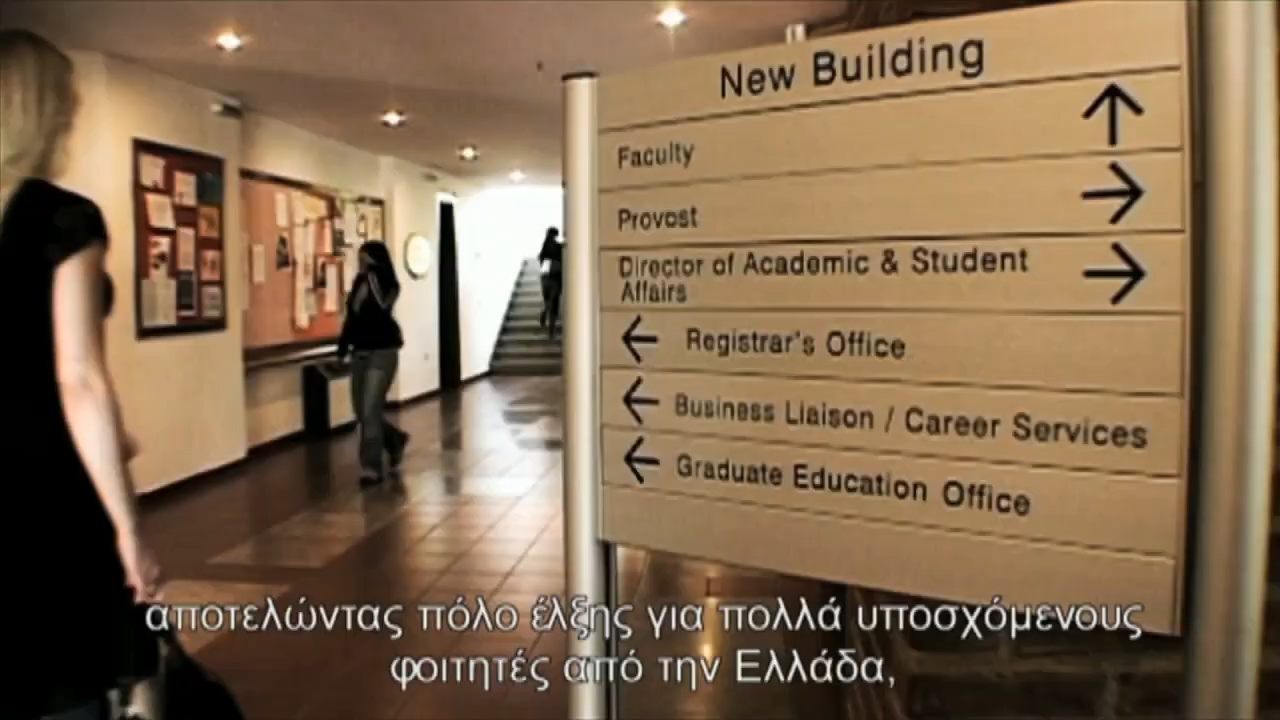 New Building
Faculty
Provost
Director of Academic & Student
Affairs
Registrar's Office
Business Liaison / Career Services
Graduate Education Office
αποτελώντας πόλο έλξης για πολλά υποσχόμενους
φοιτητές από την Ελλάδα,